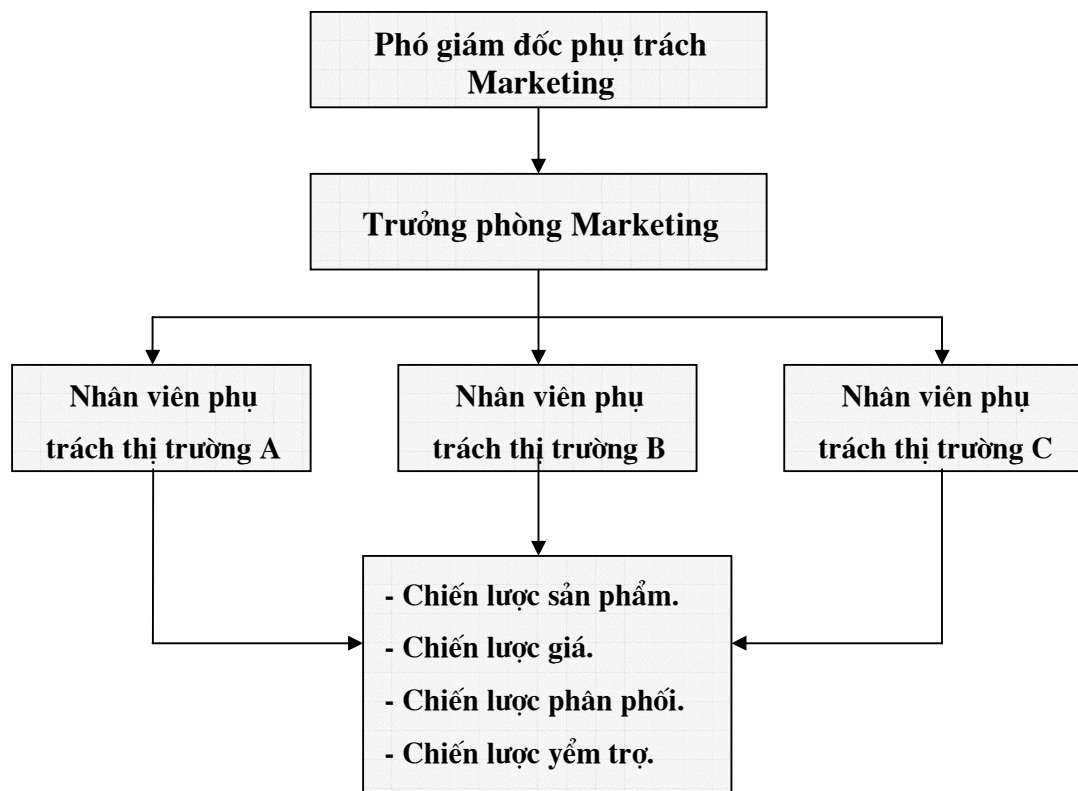 Phó giám đốc phụ trách
Marketing
Trưởng phòng Marketing
Nhân viên phụ
trách thị trường A
Nhân viên phụ
trách thị trường B
Nhân viên phụ
trách thị trường C
- Chiến lược sản phẩm.
- Chiến lược giá.
- Chiến lược phân phối.
- Chiến lược yểm trợ.